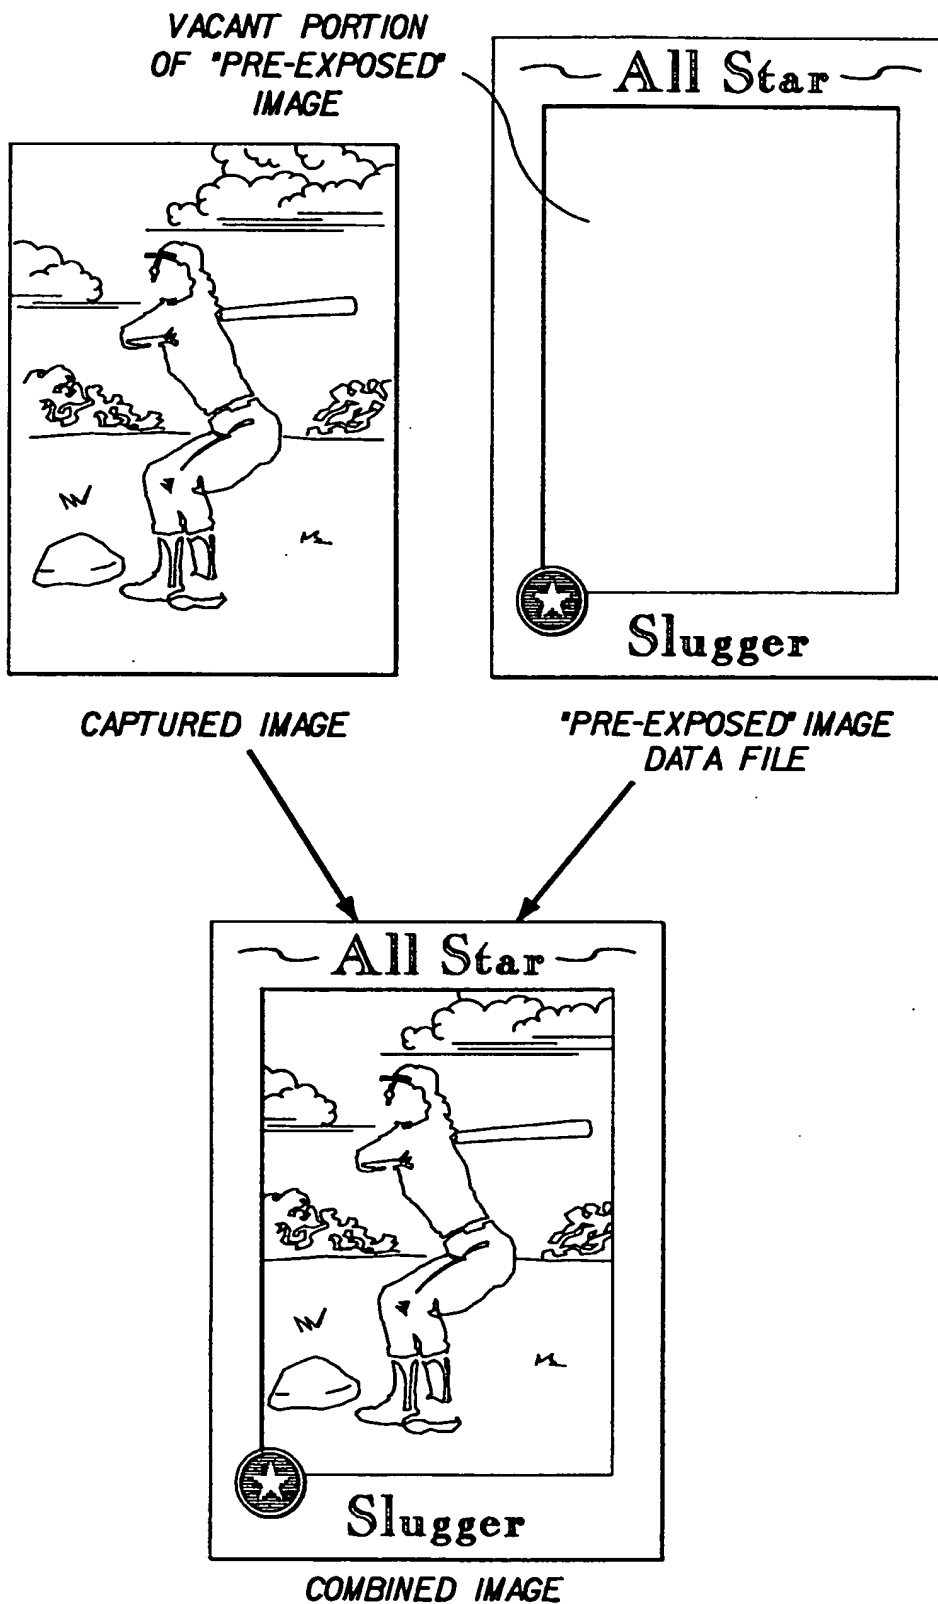 VACANT PORTION
OF "PRE-EXPOSED"
IMAGE
All Star
Slugger
CAPTURED IMAGE
"PRE-EXPOSED" IMAGE
DATA FILE
All Star
Slugger
COMBINED IMAGE